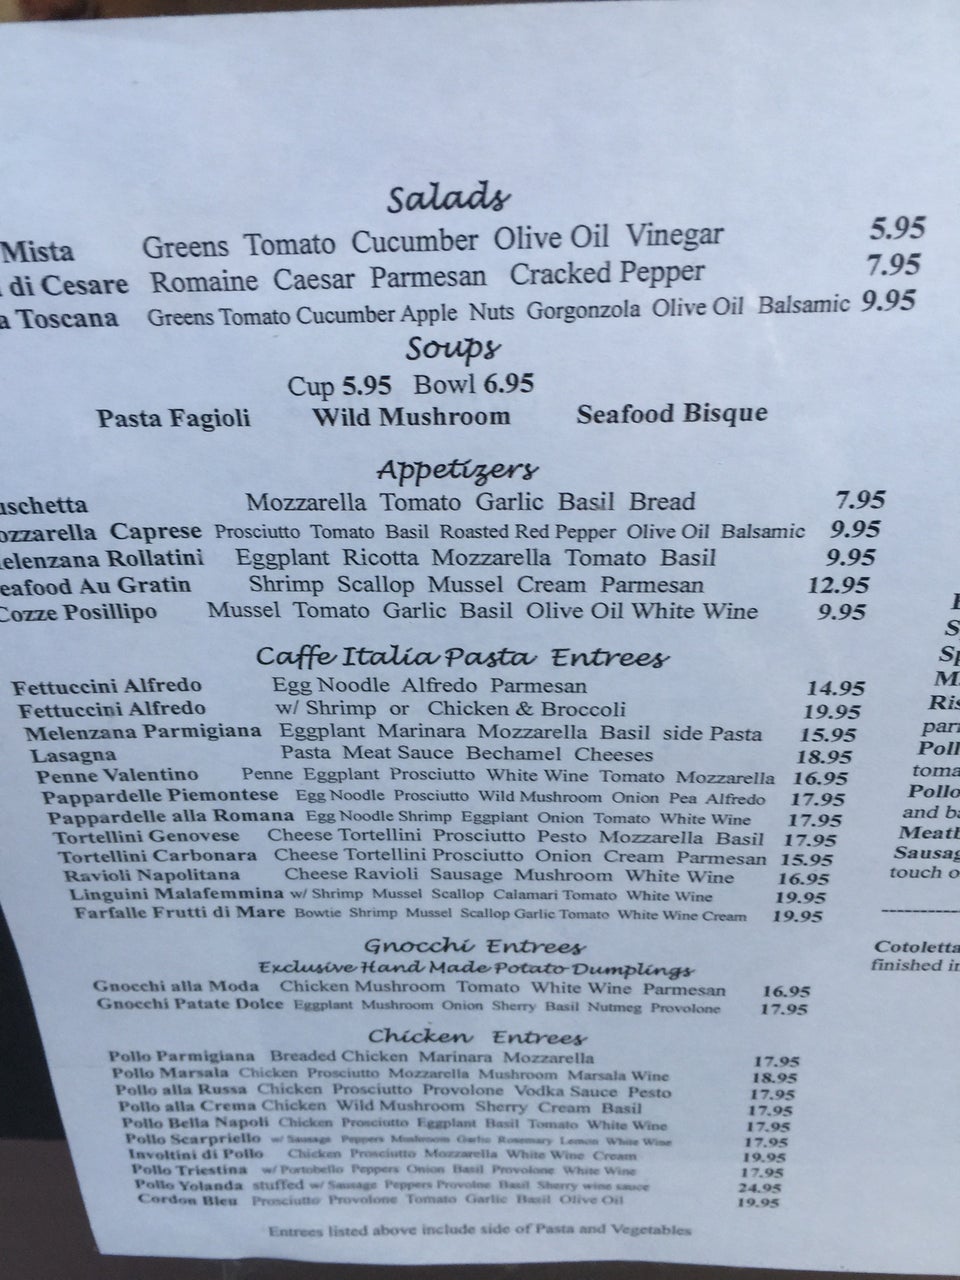 Salads
Mista Greens Tomato Cucumber Olive Oil Vinegar 5.95
di Cesare Romaine Caesar Parmesan Cracked Pepper 7.95
a Toscana Greens Tomato Cucumber Apple Nuts Gorgonzola Olive Oil Balsamic 9.95
Soups
Cup 5.95 Bowl 6.95
Pasta Fagioli Wild Mushroom Seafood Bisque
Appetizers
uschetta Mozzarella Tomato Garlic Basil Bread 7.95
ozzarella Caprese Prosciutto Tomato Basil Roasted Red Pepper Olive Oil Balsamic 9.95
elenzana Rollatini Eggplant Ricotta Mozzarella Tomato Basil 9.95
eafood Au Gratin Shrimp Scallop Mussel Cream Parmesan 12.95
Cozze Posillipo Mussel Tomato Garlic Basil Olive Oil White Wine 9.95
Caffe Italia Pasta Entrees
Fettuccini Alfredo Egg Noodle Alfredo Parmesan 14.95
Fettuccini Alfredo w/ Shrimp or Chicken & Broccoli 19.95
Melenzana Parmigiana Eggplant Marinara Mozzarella Basil side Pasta 15.95
Lasagna Pasta Meat Sauce Bechamel Cheeses 18.95
Penne Valentino Penne Eggplant Prosciutto White Wine Tomato Mozzarella 16.95
Pappardelle Piemontese Egg Noodle Prosciutto Wild Mushroom Onion Pea Alfredo 17.95
Pappardelle alla Romana Egg Noodle Shrimp Eggplant Onion Tomato White Wine 17.95
Tortellini Genovese Cheese Tortellini Prosciutto Pesto Mozzarella Basil 17.95
Tortellini Carbonara Cheese Tortellini Prosciutto Onion Cream Parmesan 15.95
Ravioli Napolitana Cheese Ravioli Sausage Mushroom White Wine 16.95
Linguini Malafemmina w/ Shrimp Mussel Scallop Calamari Tomato White Wine 19.95
Farfalle Frutti di Mare Bowtie Shrimp Mussel Scallop Garlic Tomato White Wine Cream 19.95
Gnocchi Entrees
Exclusive Hand Made Potato Dumplings
Gnocchi alla Moda Chicken Mushroom Tomato White Wine Parmesan 16.95
Gnocchi Patate Dolce Eggplant Mushroom Onion Sherry Basil Nutmeg Provolone 17.95
Chicken Entrees
Pollo Parmigiana Breaded Chicken Marinara Mozzarella 17.95
Pollo Marsala Chicken Prosciutto Mozzarella Mushroom Marsala Wine 18.95
Pollo alla Russa Chicken Prosciutto Provolone Vodka Sauce Pesto 17.95
Pollo alla Crema Chicken Wild Mushroom Sherry Cream Basil 17.95
Pollo Bella Napoli Chicken Prosciutto Eggplant Basil Tomato White Wine 17.95
Pollo Scarpriello w/ Sausage Peppers Mushroom Garlic Rosemary Lemon White Wine 17.95
Involtini di Pollo Chicken Prosciutto Mozzarella White Wine Cream 19.95
Pollo Triestina w/ Portobello Peppers Onion Basil Provolone White Wine 17.95
Pollo Yolanda stuffed w/ Sausage Peppers Provolne Basil Sherry wine sauce 24.95
Cordon Bleu Prosciutto Provolone Tomato Garlic Basil Olive Oil 19.95
Entrees listed above include side of Pasta and Vegetables
S
Sp
M
Ris
par
Poll
toma
Pollo
and ba
Meatb
Sausag
touch o
Cotoletta
finished in